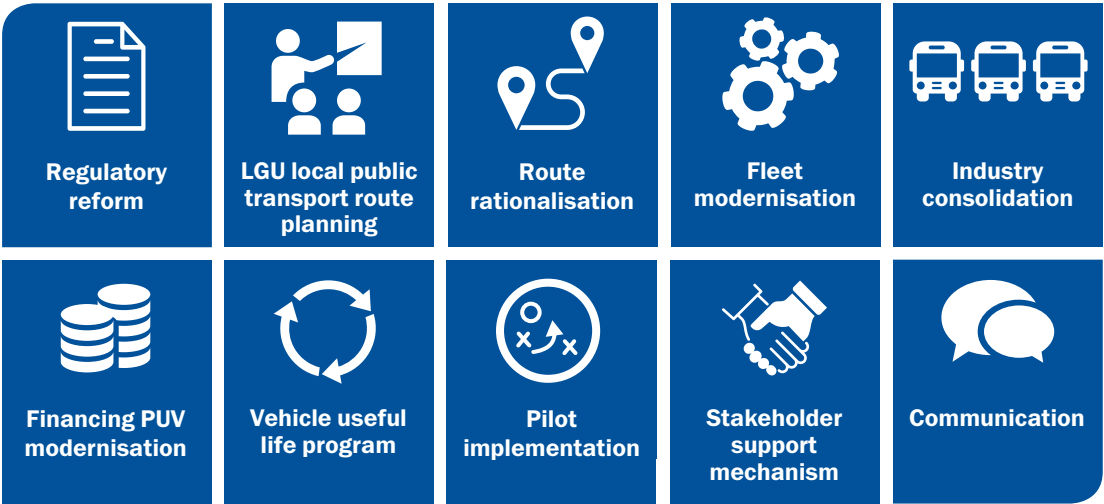 Regulatory
reform
LGU local public
transport route
planning
Route
rationalisation
Fleet
modernisation
Industry
consolidation
Financing PUV
modernisation
Vehicle useful
life program
Pilot
implementation
Stakeholder
support
mechanism
Communication